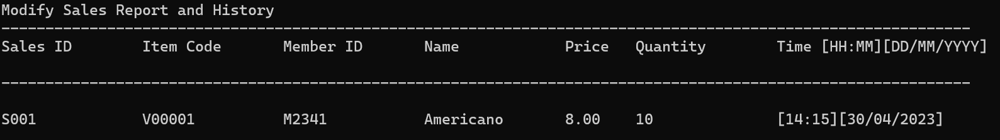 Modify Sales Report and History
--------------------------------------------------------------------------------------------------------------
Sales ID        Item Code       Member ID       Name            Price   Quantity        Time [HH:MM][DD/MM/YYYY]
--------------------------------------------------------------------------------------------------------------
S001            V00001          M2341           Americano       8.00    10              [14:15][30/04/2023]